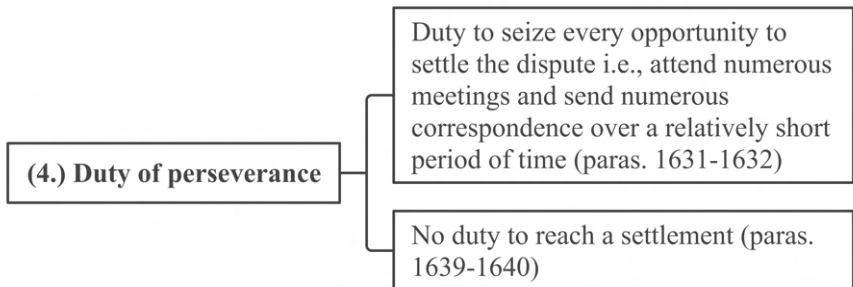 Duty to seize every opportunity to
settle the dispute i.e., attend numerous
meetings and send numerous
correspondence over a relatively short
period of time (paras. 1631-1632)
(4.) Duty of perseverance
No duty to reach a settlement (paras.
1639-1640)